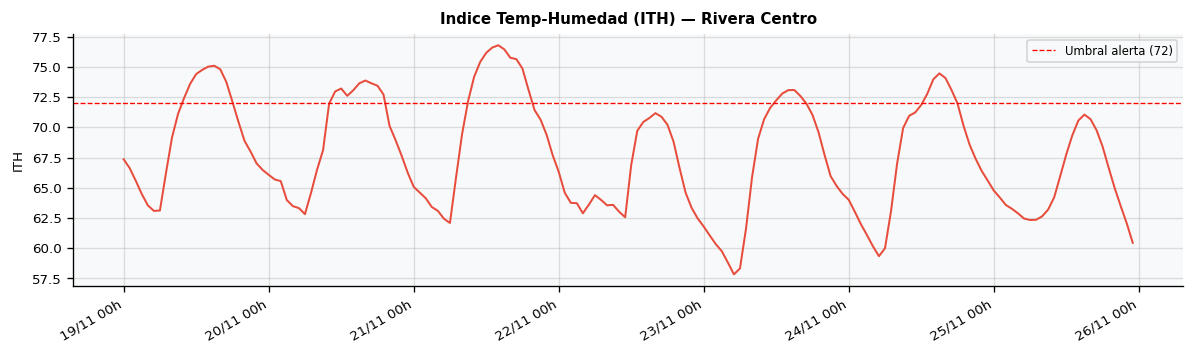 Indice Temp-Humedad (ITH) — Rivera Centro
Umbral alerta (72)
ITH
77.5
75.0
72.5
70.0
67.5
65.0
62.5
60.0
57.5
19/11 00h
20/11 00h
21/11 00h
22/11 00h
23/11 00h
24/11 00h
25/11 00h
26/11 00h